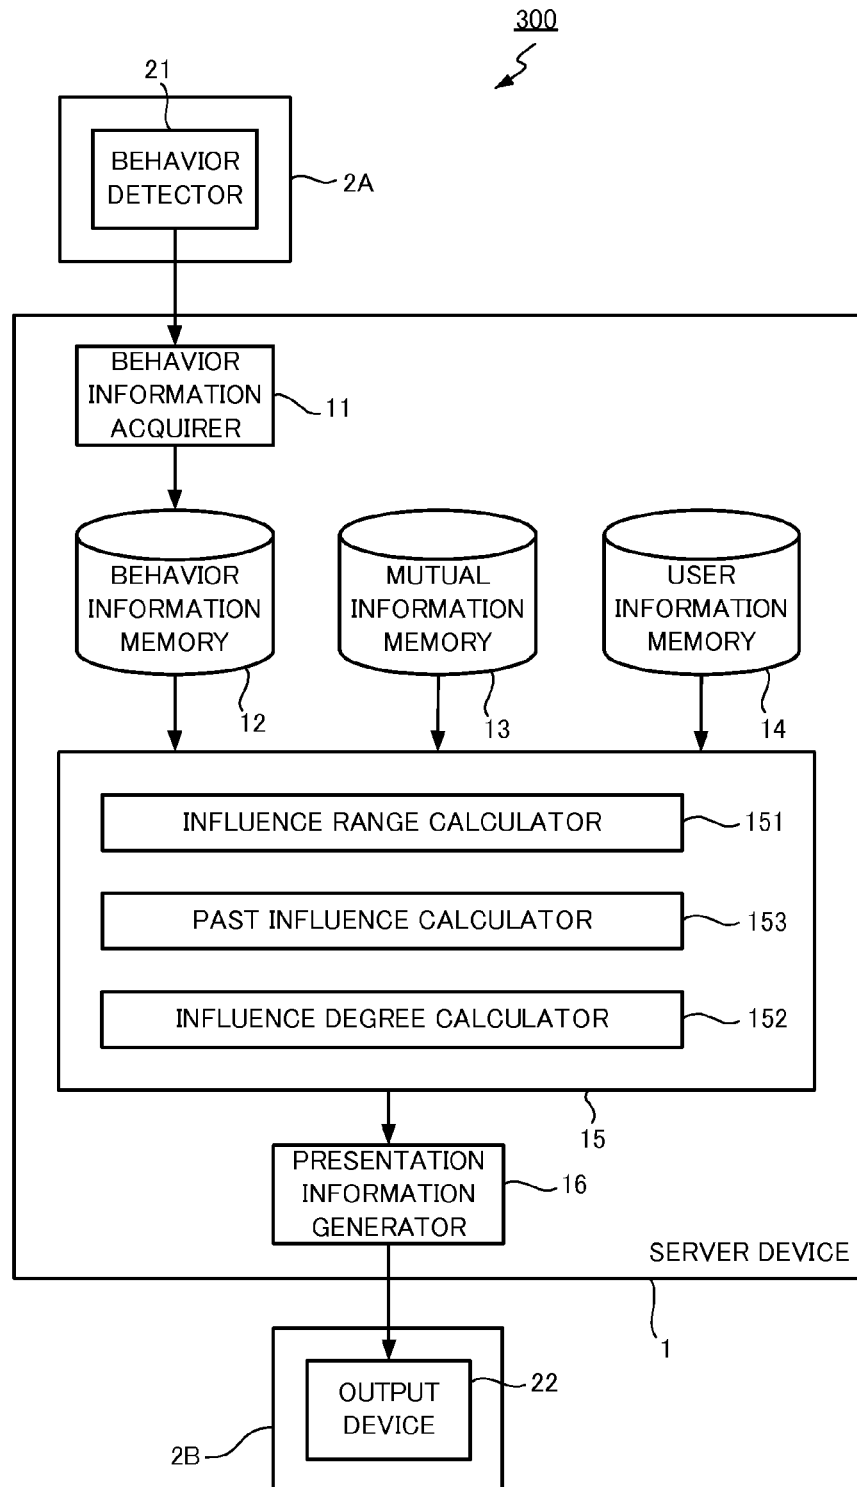 300
21
BEHAVIOR
DETECTOR
2A
BEHAVIOR
INFORMATION
ACQUIRER
11
BEHAVIOR
INFORMATION
MEMORY
12
MUTUAL
INFORMATION
MEMORY
13
USER
INFORMATION
MEMORY
14
INFLUENCE RANGE CALCULATOR
151
PAST INFLUENCE CALCULATOR
153
INFLUENCE DEGREE CALCULATOR
152
15
PRESENTATION
INFORMATION
GENERATOR
16
SERVER DEVICE
1
OUTPUT
DEVICE
22
2B